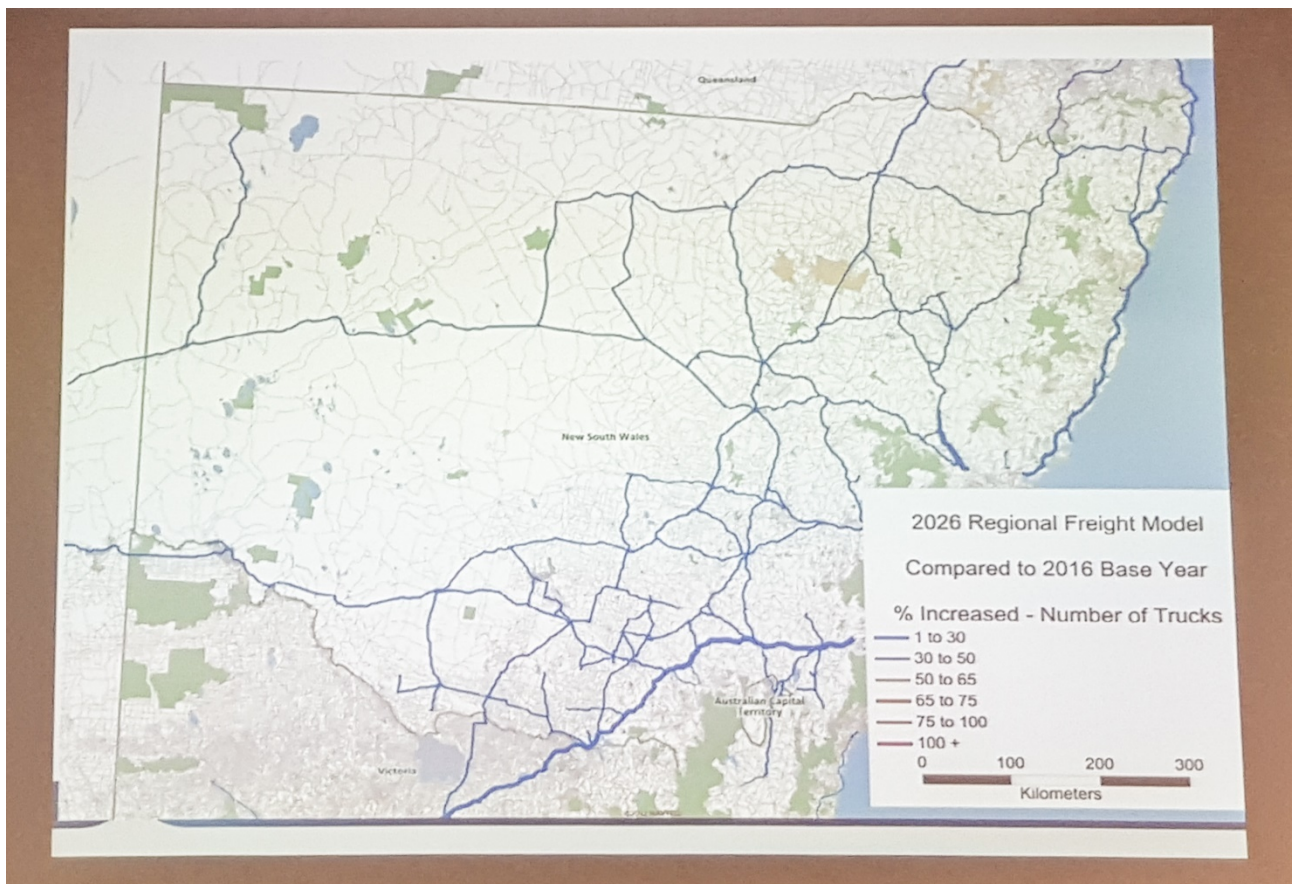 Queensland
New South Wales
Australian Capital
Territory
Victoria
2026 Regional Freight Model
Compared to 2016 Base Year
% Increased - Number of Trucks
1 to 30
30 to 50
50 to 65
65 to 75
75 to 100
100 +
0 100 200 300
Kilometers